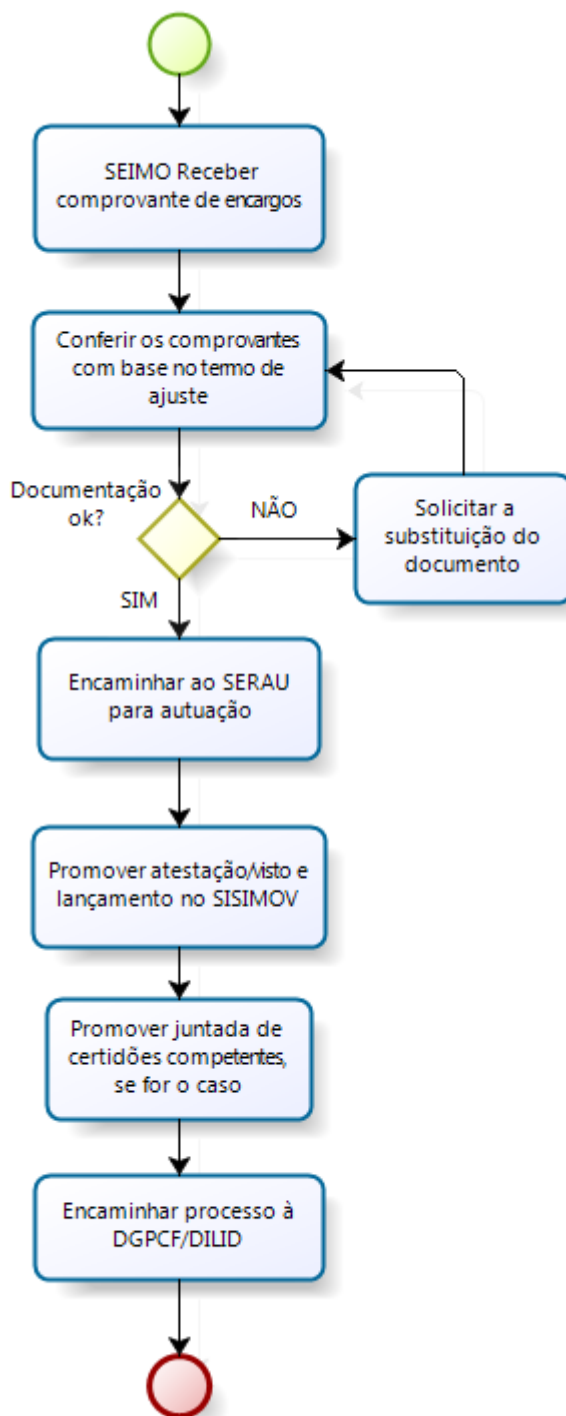 SEIMO Receber
comprovante de encargos
Conferir os comprovantes
com base no termo de
ajuste
Documentação
ok?
NÃO
Solicitar a
substituição do
documento
SIM
Encaminhar ao SERAU
para autuação
Promover atestação/visto e
lançamento no SISIMOV
Promover juntada de
certidões competentes,
se for o caso
Encaminhar processo à
DGPCF/DILID